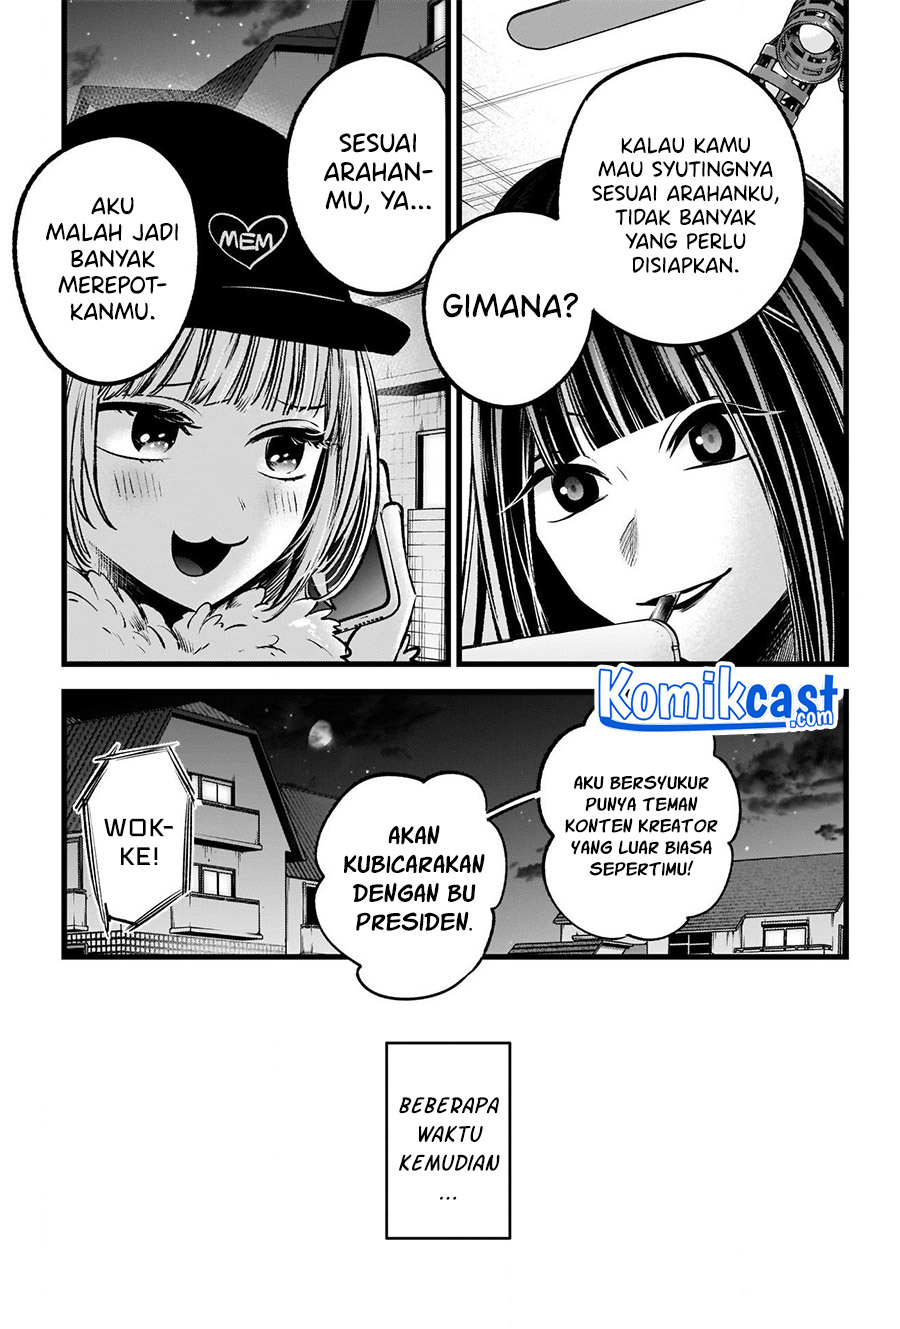 KALAU KAMU
MAU SYUTINGNYA
SESUAI ARAHANKU,
TIDAK BANYAK
YANG PERLU
DISIAPKAN.
GIMANA?
SESUAI
ARAHAN-
MU, YA...
AKU
MALAH JADI
BANYAK
MEREPOT-
KANMU.
MEM
Komikcast
.com
AKU BERSYUKUR
PUNYA TEMAN
KONTEN KREATOR
YANG LUAR BIASA
SEPERTIMU!
AKAN
KUBICARAKAN
DENGAN BU
PRESIDEN.
WOK-
KE!
BEBERAPA
WAKTU
KEMUDIAN
...